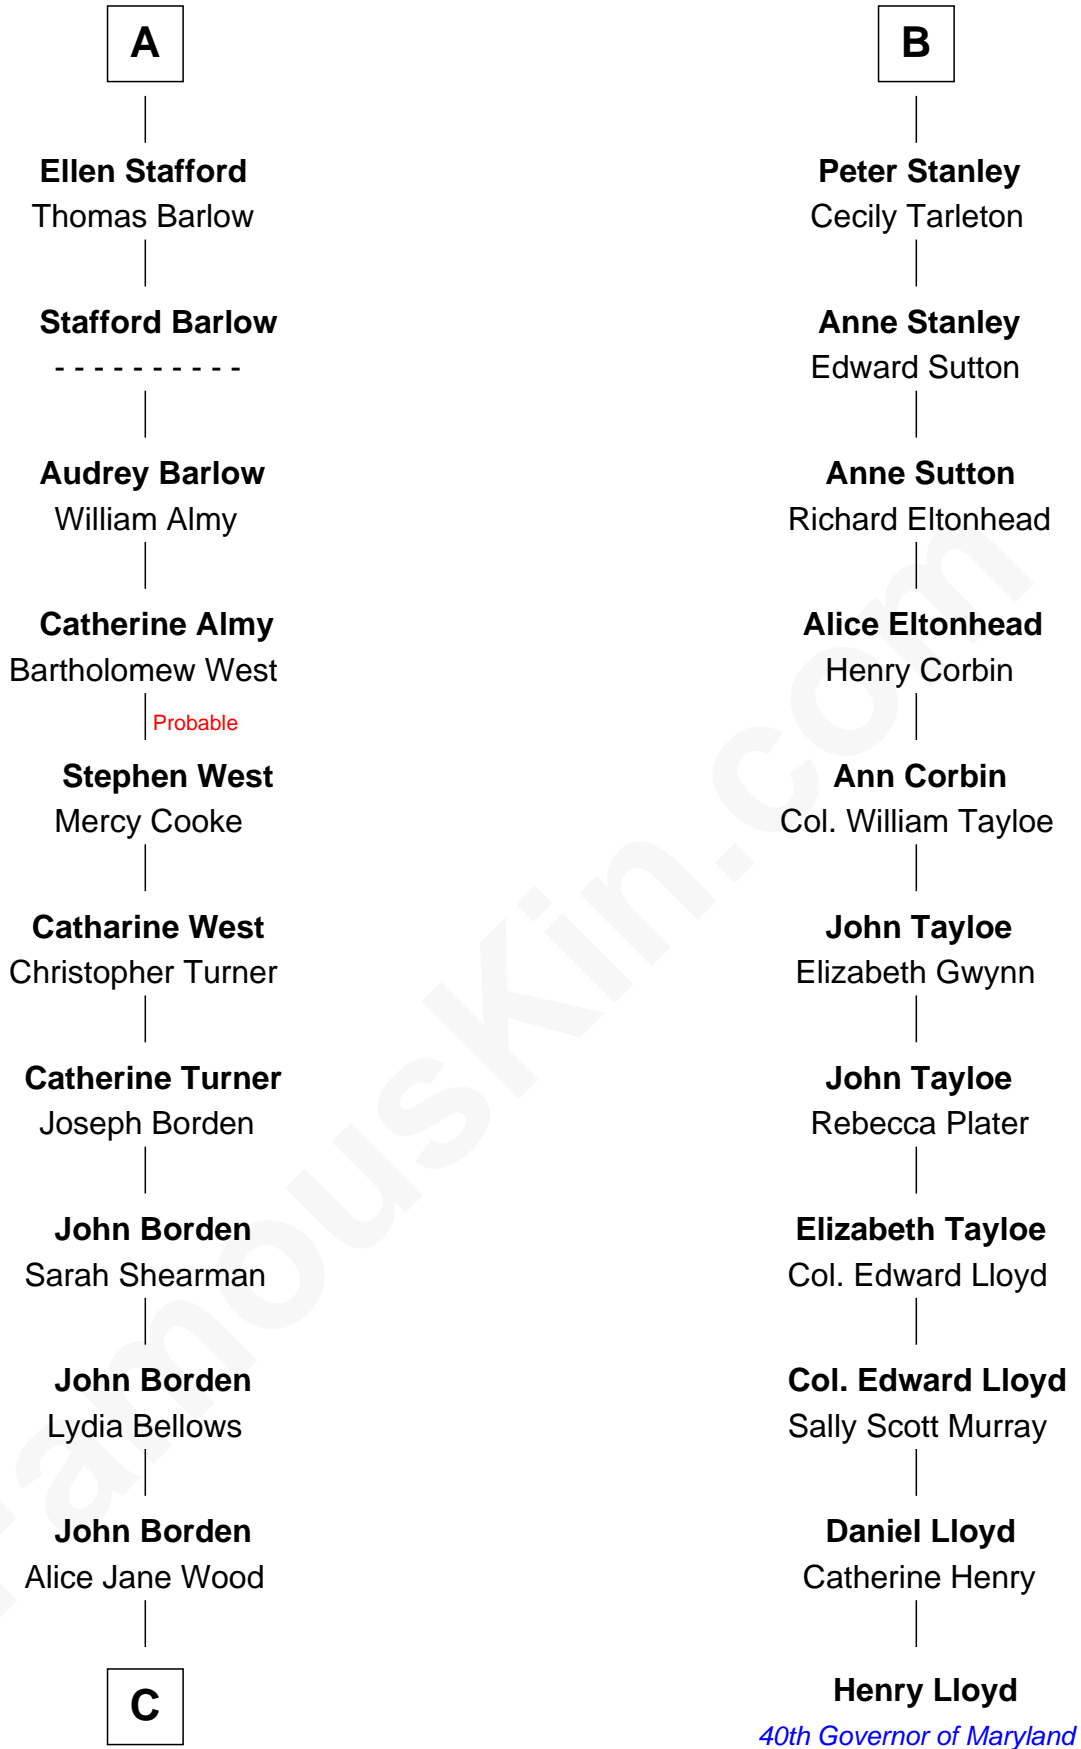 A
Ellen Stafford
Thomas Barlow
Stafford Barlow
- - - - - - - - - -
Audrey Barlow
William Almy
Catherine Almy
Bartholomew West
Probable
Stephen West
Mercy Cooke
Catharine West
Christopher Turner
Catherine Turner
Joseph Borden
John Borden
Sarah Shearman
John Borden
Lydia Bellows
John Borden
Alice Jane Wood
C
B
Peter Stanley
Cecily Tarleton
Anne Stanley
Edward Sutton
Anne Sutton
Richard Eltonhead
Alice Eltonhead
Henry Corbin
Ann Corbin
Col. William Tayloe
John Tayloe
Elizabeth Gwynn
John Tayloe
Rebecca Plater
Elizabeth Tayloe
Col. Edward Lloyd
Col. Edward Lloyd
Sally Scott Murray
Daniel Lloyd
Catherine Henry
Henry Lloyd
40th Governor of Maryland
FamousKin.com